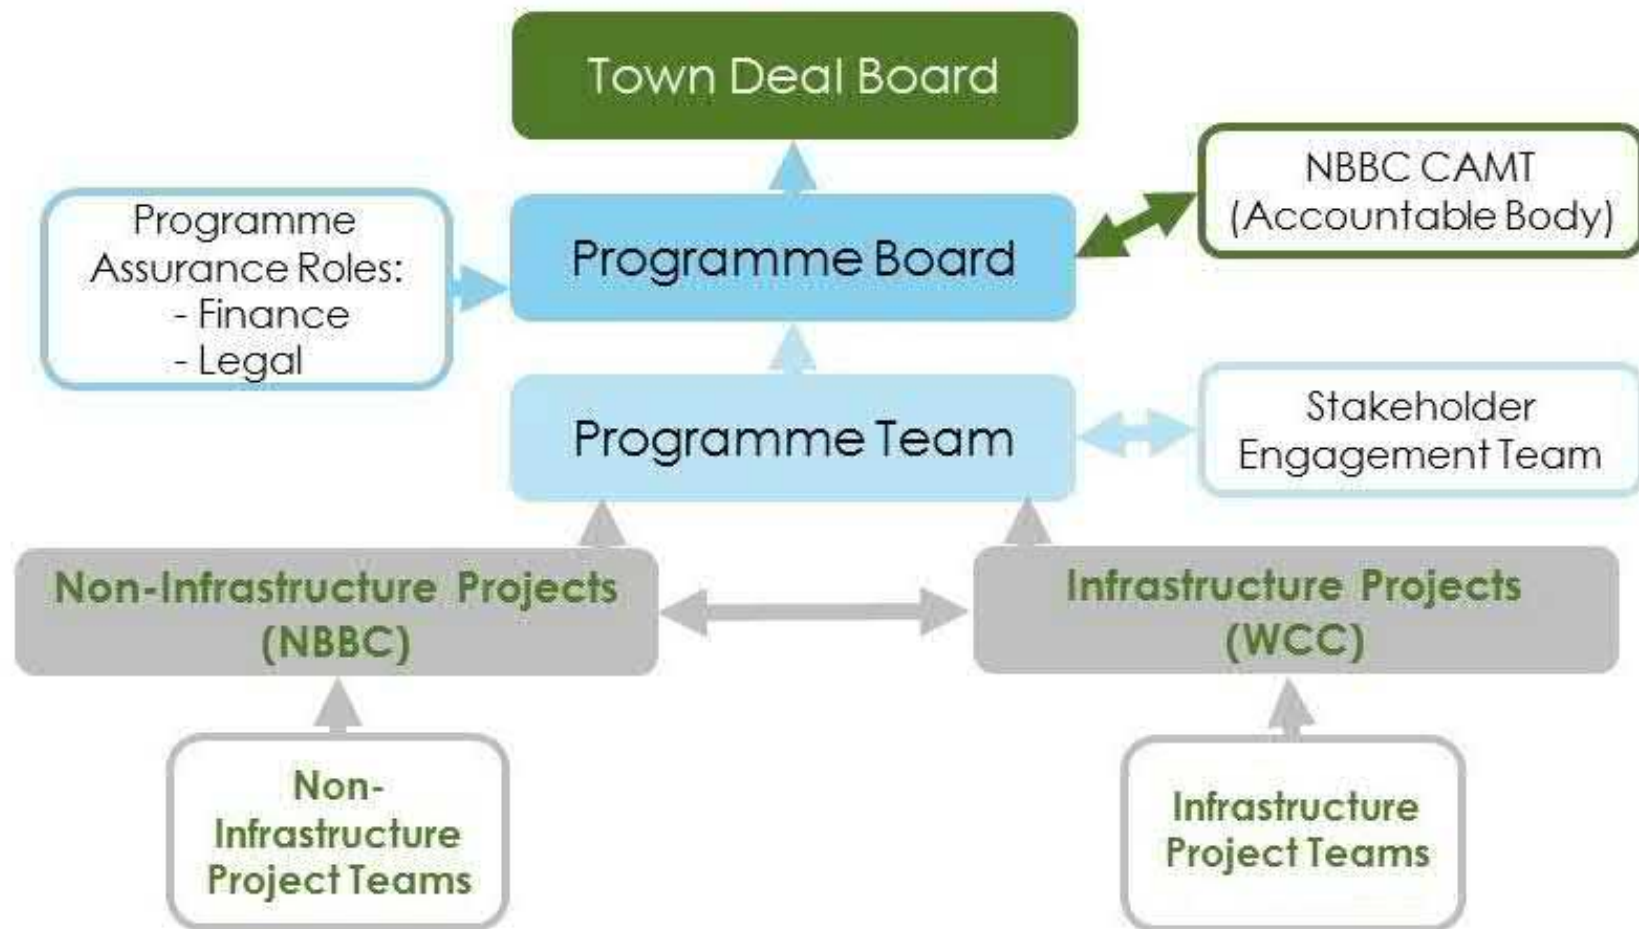 Town Deal Board
NBBC CAMT
(Accountable Body)
Programme
Assurance Roles:
- Finance
- Legal
Programme Board
Programme Team
Stakeholder
Engagement Team
Non-Infrastructure Projects
(NBBC)
Infrastructure Projects
(WCC)
Non-
Infrastructure
Project Teams
Infrastructure
Project Teams